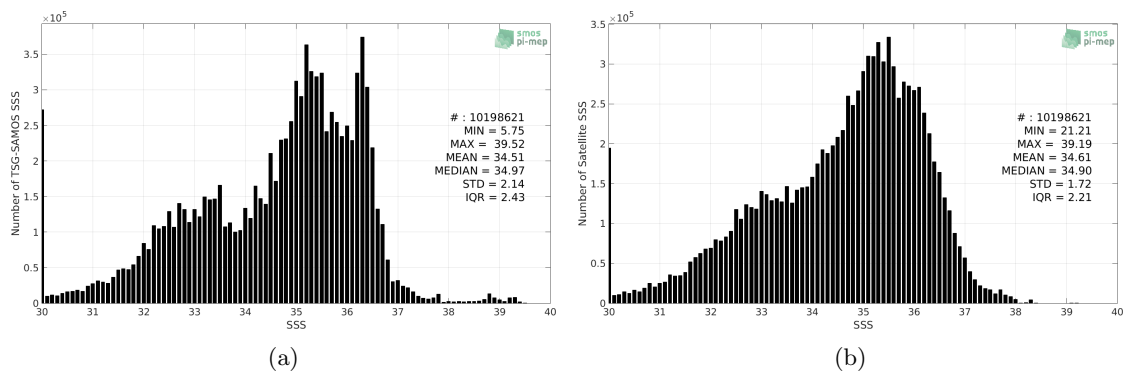 ×10⁵
3.5
3
2.5
2
1.5
1
0.5
0
30 31 32 33 34 35 36 37 38 39 40
SSS
Number of TSG-SAMOS SSS
smos
pi-mep
# : 10198621
MIN = 5.75
MAX = 39.52
MEAN = 34.51
MEDIAN = 34.97
STD = 2.14
IQR = 2.43
(a)
×10⁵
3.5
3
2.5
2
1.5
1
0.5
0
30 31 32 33 34 35 36 37 38 39 40
SSS
Number of Satellite SSS
smos
pi-mep
# : 10198621
MIN = 21.21
MAX = 39.19
MEAN = 34.61
MEDIAN = 34.90
STD = 1.72
IQR = 2.21
(b)